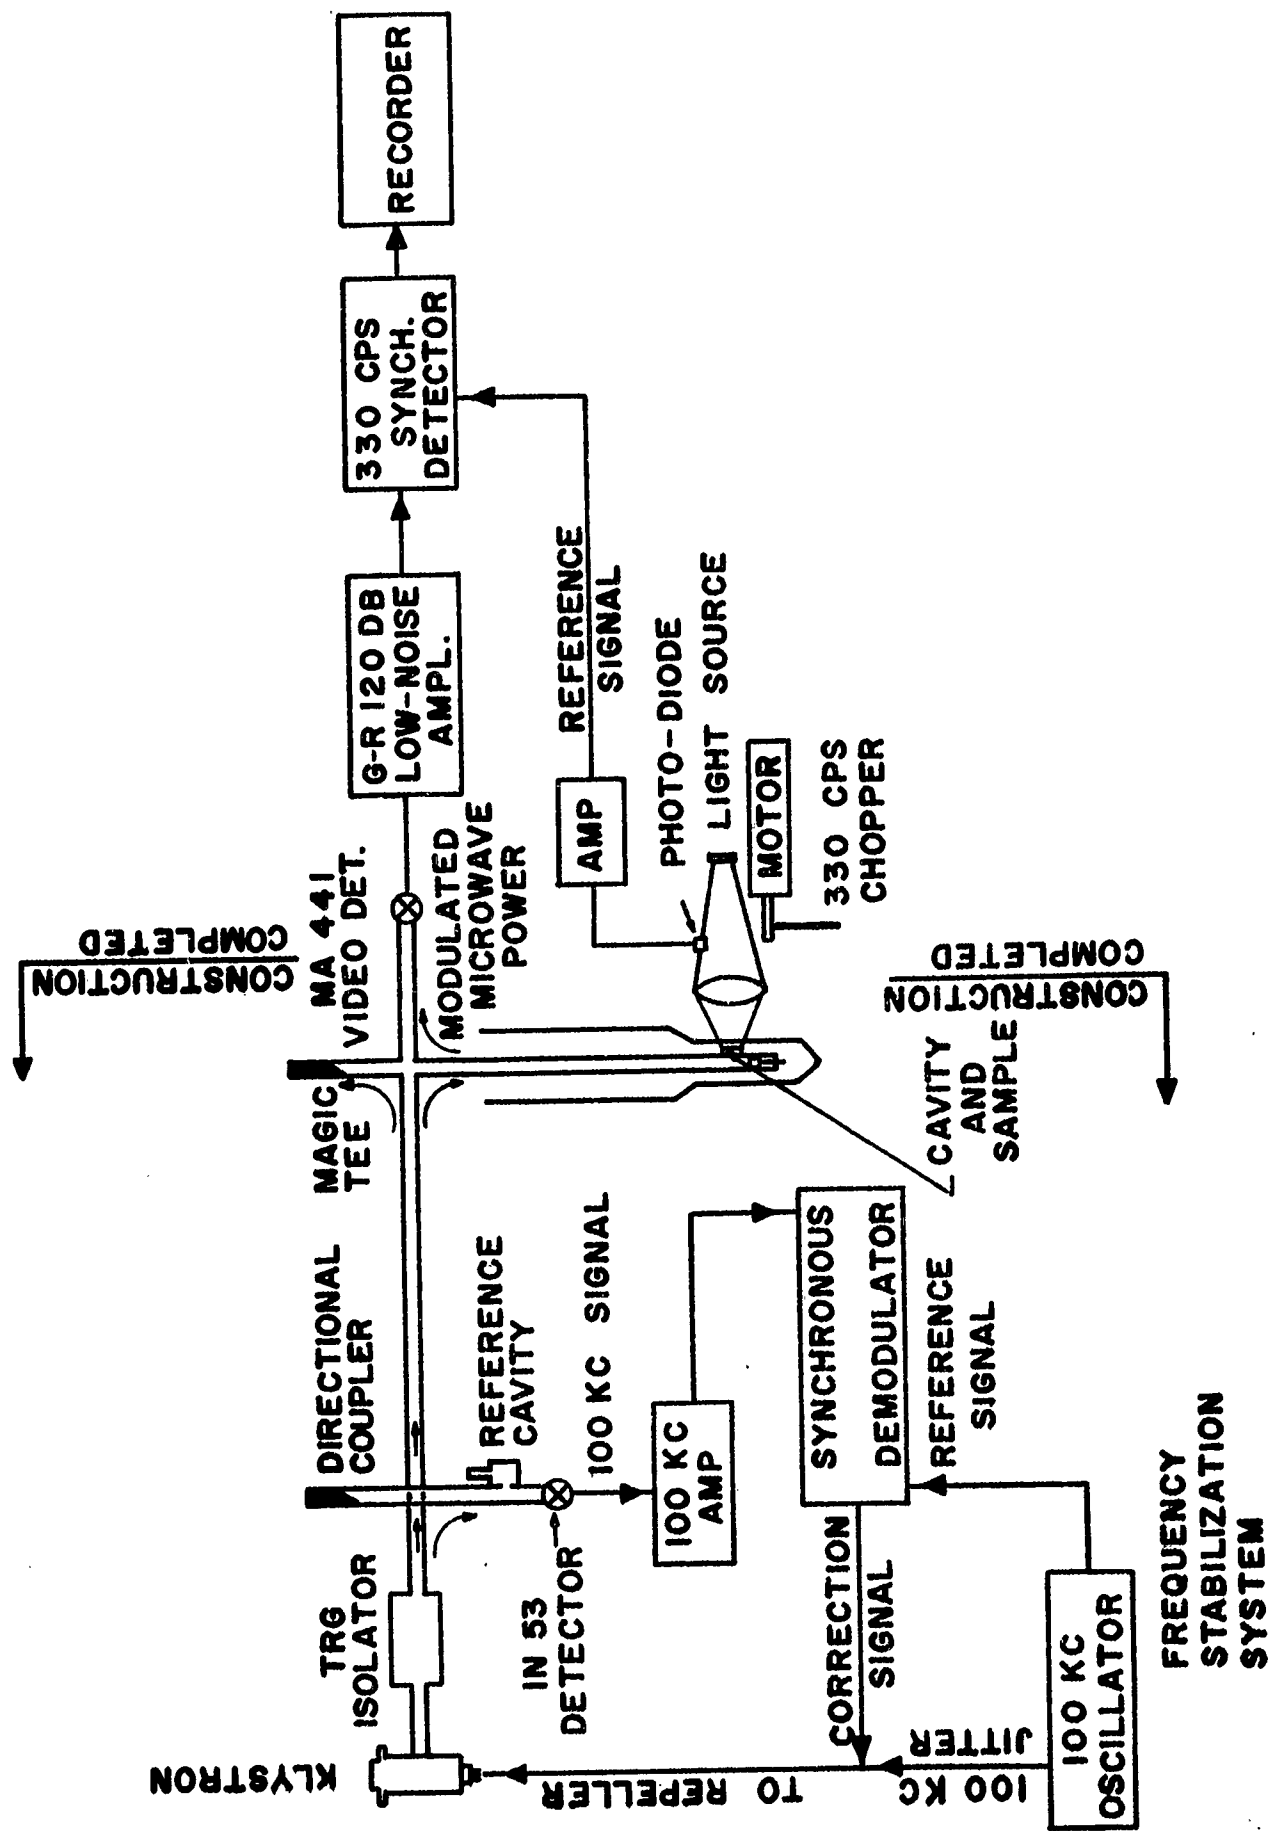 KLYSTRON
TRG
ISOLATOR
DIRECTIONAL
COUPLER
MAGIC
TEE
CONSTRUCTION
COMPLETED
MA 441
VIDEO DET.
G-R 120 DB
LOW-NOISE
AMPL.
330 CPS
SYNCH.
DETECTOR
RECORDER
MODULATED
MICROWAVE
POWER
REFERENCE
SIGNAL
AMP
PHOTO-DIODE
LIGHT SOURCE
MOTOR
330 CPS
CHOPPER
CAVITY
AND
SAMPLE
CONSTRUCTION
COMPLETED
REFERENCE
CAVITY
IN 53
DETECTOR
100 KC SIGNAL
100 KC
AMP
SYNCHRONOUS
DEMODULATOR
REFERENCE
SIGNAL
CORRECTION
SIGNAL
TO REPELLER
100 KC
JITTER
100 KC
OSCILLATOR
FREQUENCY
STABILIZATION
SYSTEM